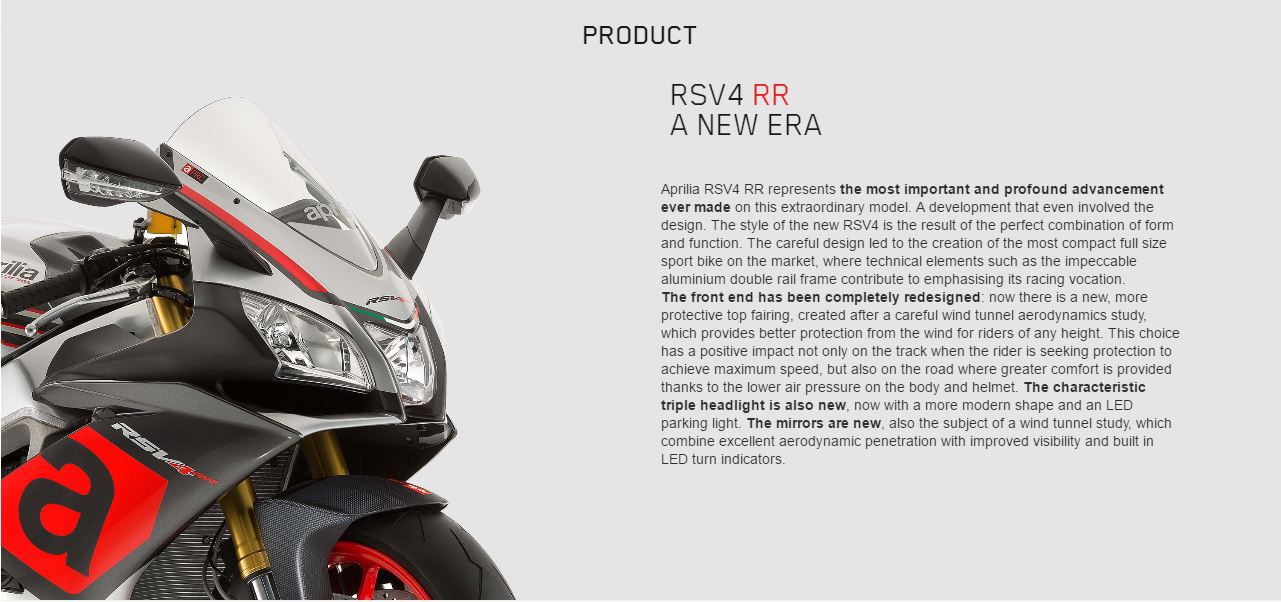 PRODUCT
RSV4 RR
A NEW ERA
Aprilia RSV4 RR represents the most important and profound advancement
ever made on this extraordinary model. A development that even involved the
design. The style of the new RSV4 is the result of the perfect combination of form
and function. The careful design led to the creation of the most compact full size
sport bike on the market, where technical elements such as the impeccable
aluminium double rail frame contribute to emphasising its racing vocation.
The front end has been completely redesigned: now there is a new, more
protective top fairing, created after a careful wind tunnel aerodynamics study,
which provides better protection from the wind for riders of any height. This choice
has a positive impact not only on the track when the rider is seeking protection to
achieve maximum speed, but also on the road where greater comfort is provided
thanks to the lower air pressure on the body and helmet. The characteristic
triple headlight is also new, now with a more modern shape and an LED
parking light. The mirrors are new, also the subject of a wind tunnel study, which
combine excellent aerodynamic penetration with improved visibility and built in
LED turn indicators.
a
apr
rilia
RSV4
RSV4
a